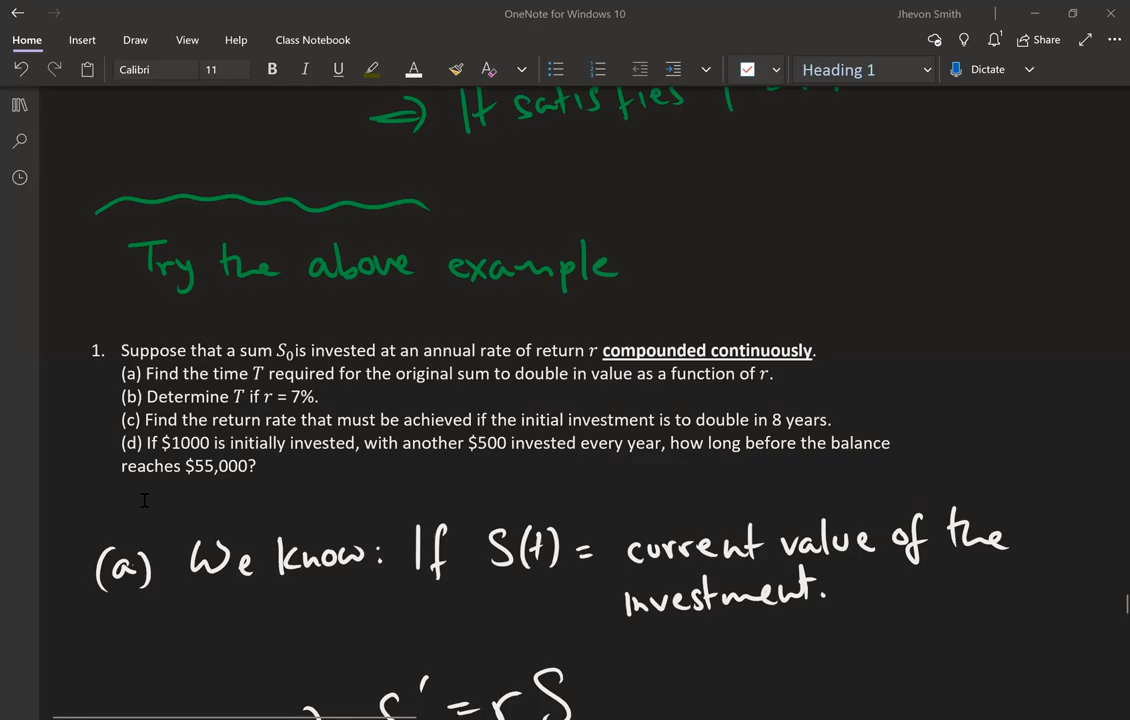 OneNote for Windows 10
Jhevon Smith
Home Insert Draw View Help Class Notebook
Share
Calibri 11 B I U A Heading 1 Dictate
⇒ It satisfies
Try the above example
1. Suppose that a sum S₀ is invested at an annual rate of return r compounded continuously.
(a) Find the time T required for the original sum to double in value as a function of r.
(b) Determine T if r = 7%.
(c) Find the return rate that must be achieved if the initial investment is to double in 8 years.
(d) If $1000 is initially invested, with another $500 invested every year, how long before the balance
reaches $55,000?
(a) We know: If S(t) = current value of the
investment.
S' = rS